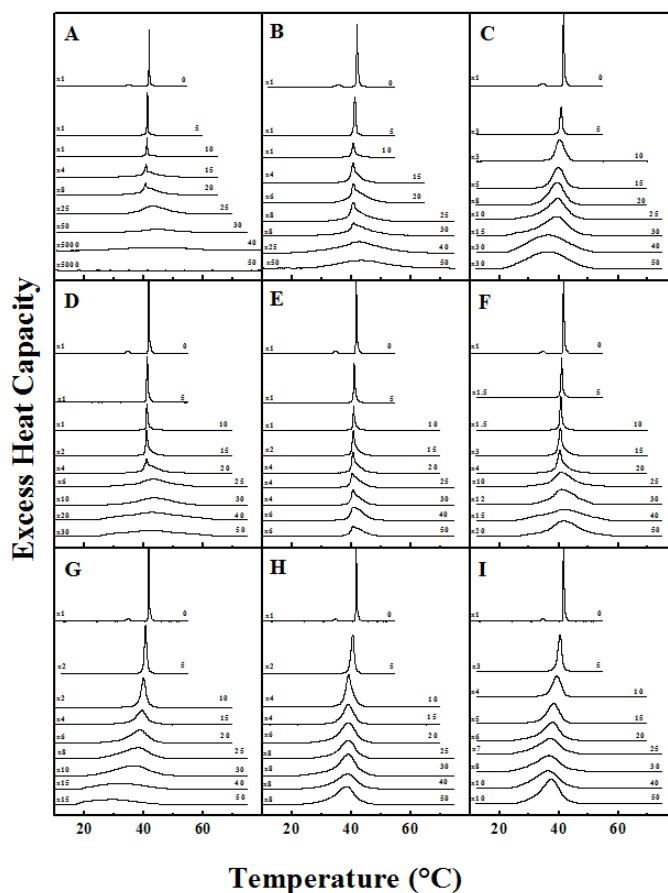 Excess Heat Capacity
A
x1 0
x1 5
x1 10
x4 15
x8 20
x25 25
x50 30
x5000 40
x5000 50
B
x1 0
x1 5
x1 10
x4 15
x6 20
x8 25
x8 30
x25 40
x50 50
C
x1 0
x3 5
x3 10
x5 15
x8 20
x10 25
x15 30
x30 40
x30 50
D
x1 0
x1 5
x1 10
x2 15
x4 20
x6 25
x10 30
x20 40
x30 50
E
x1 0
x1 5
x1 10
x2 15
x4 20
x4 25
x4 30
x6 40
x6 50
F
x1 0
x1.5 5
x1.5 10
x3 15
x4 20
x10 25
x12 30
x15 40
x20 50
G
x1 0
x2 5
x2 10
x4 15
x6 20
x8 25
x10 30
x15 40
x15 50
H
x1 0
x2 5
x4 10
x4 15
x6 20
x8 25
x8 30
x8 40
x8 50
I
x1 0
x3 5
x4 10
x5 15
x6 20
x7 25
x8 30
x10 40
x10 50
20 40 60 20 40 60 20 40 60
Temperature (°C)